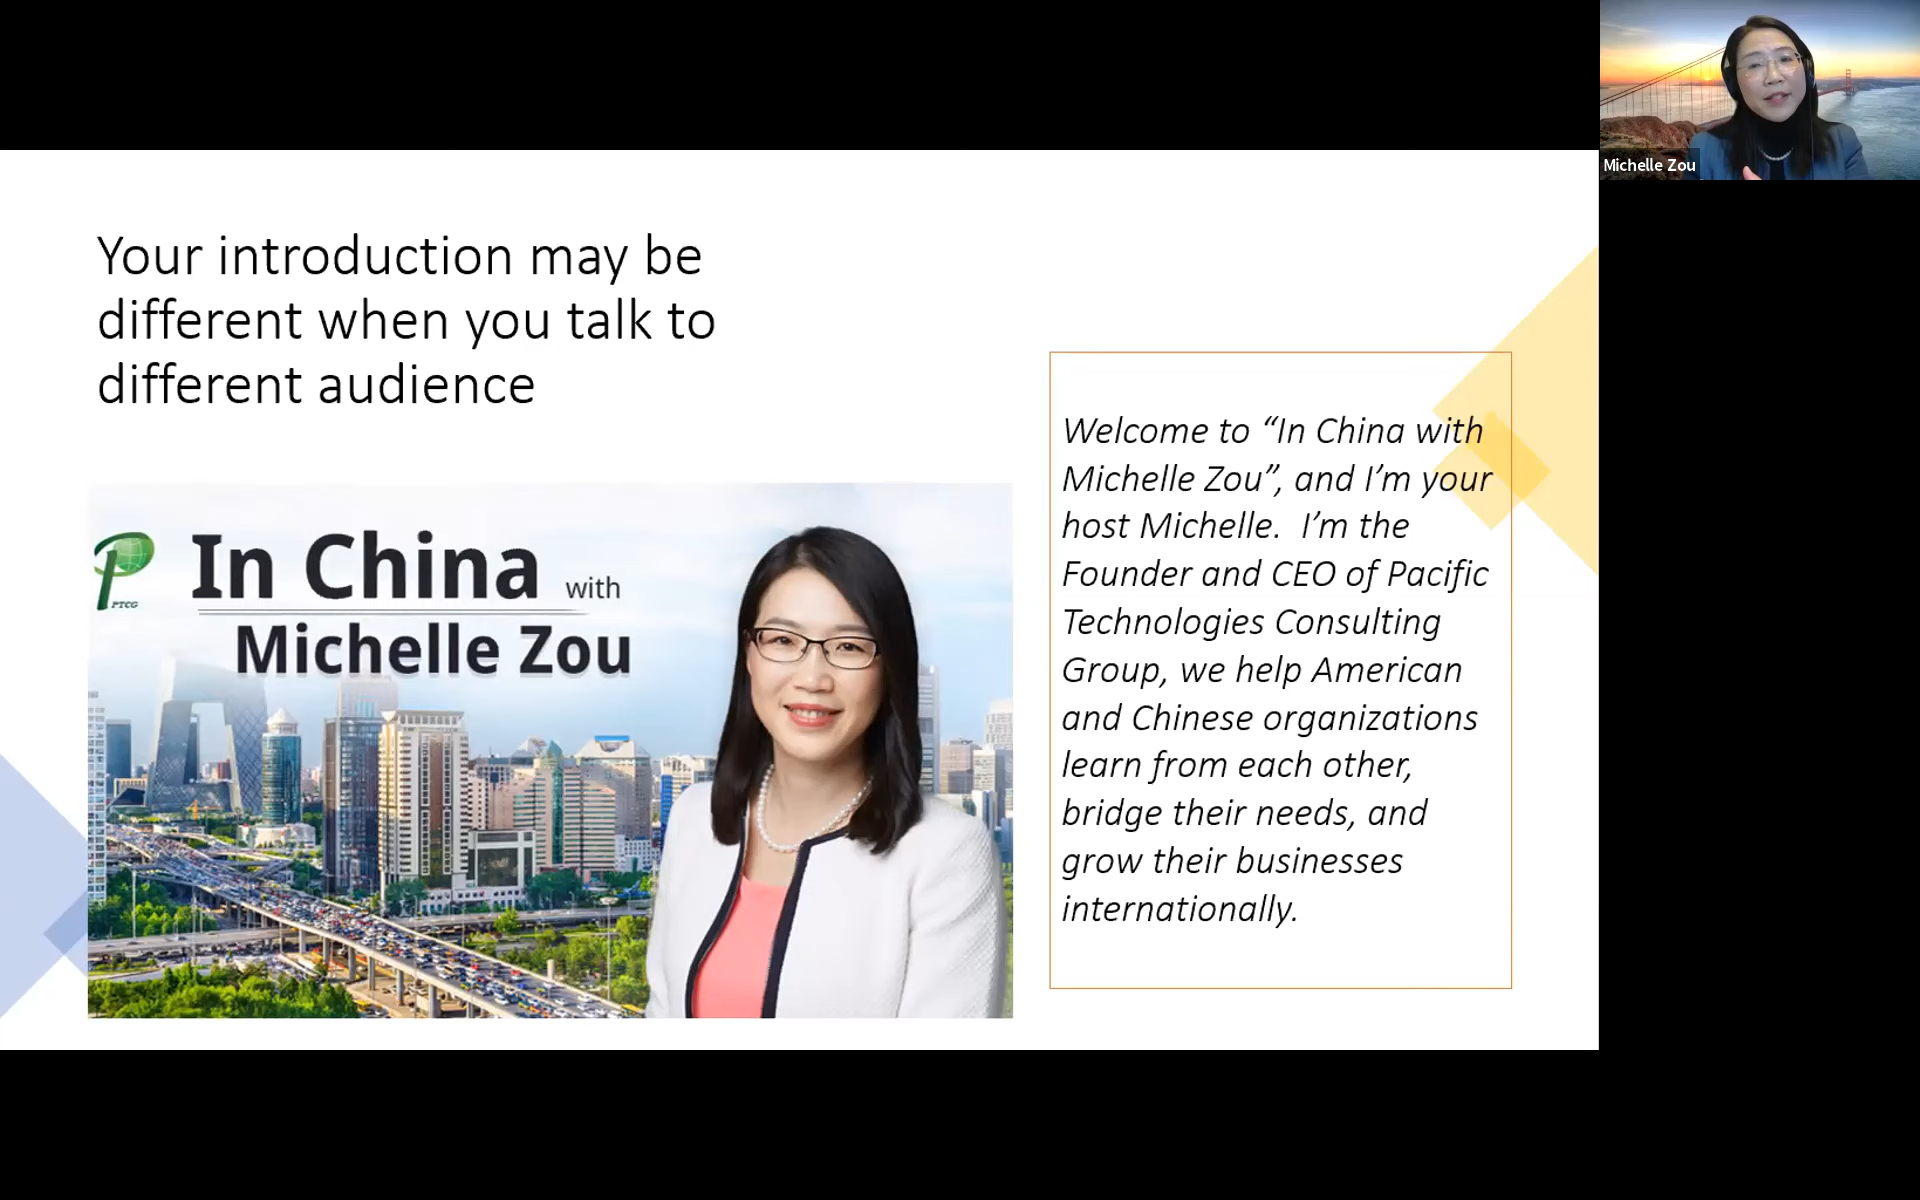 Michelle Zou
Your introduction may be
different when you talk to
different audience
PTCG
In China with
Michelle Zou
Welcome to “In China with
Michelle Zou”, and I’m your
host Michelle.  I’m the
Founder and CEO of Pacific
Technologies Consulting
Group, we help American
and Chinese organizations
learn from each other,
bridge their needs, and
grow their businesses
internationally.